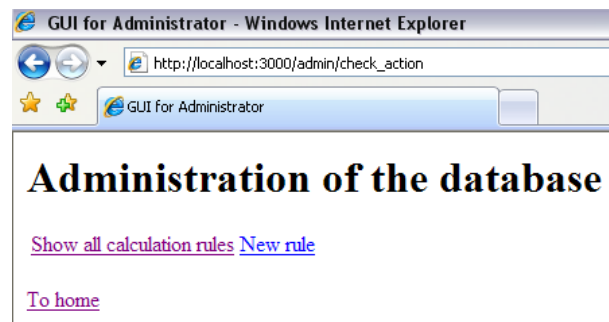 GUI for Administrator - Windows Internet Explorer
http://localhost:3000/admin/check_action
GUI for Administrator
Administration of the database
Show all calculation rules New rule
To home